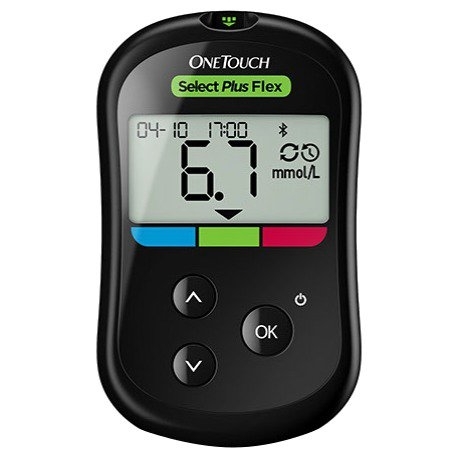 ONETOUCH
Select Plus Flex
04-10 17:00
6.7
mmol/L
OK